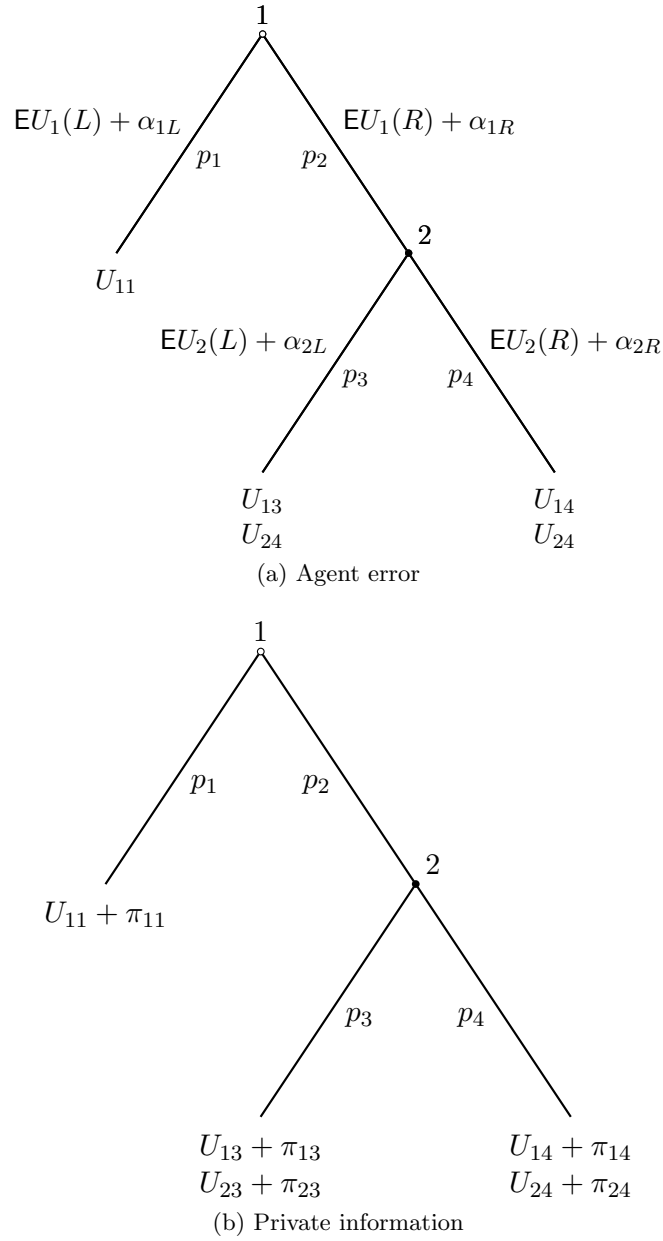 1
EU₁(L) + α₁L EU₁(R) + α₁R
p₁ p₂
2
U₁₁
EU₂(L) + α₂L EU₂(R) + α₂R
p₃ p₄
U₁₃ U₁₄
U₂₄ U₂₄
(a) Agent error
1
p₁ p₂
2
U₁₁ + π₁₁
p₃ p₄
U₁₃ + π₁₃ U₁₄ + π₁₄
U₂₃ + π₂₃ U₂₄ + π₂₄
(b) Private information